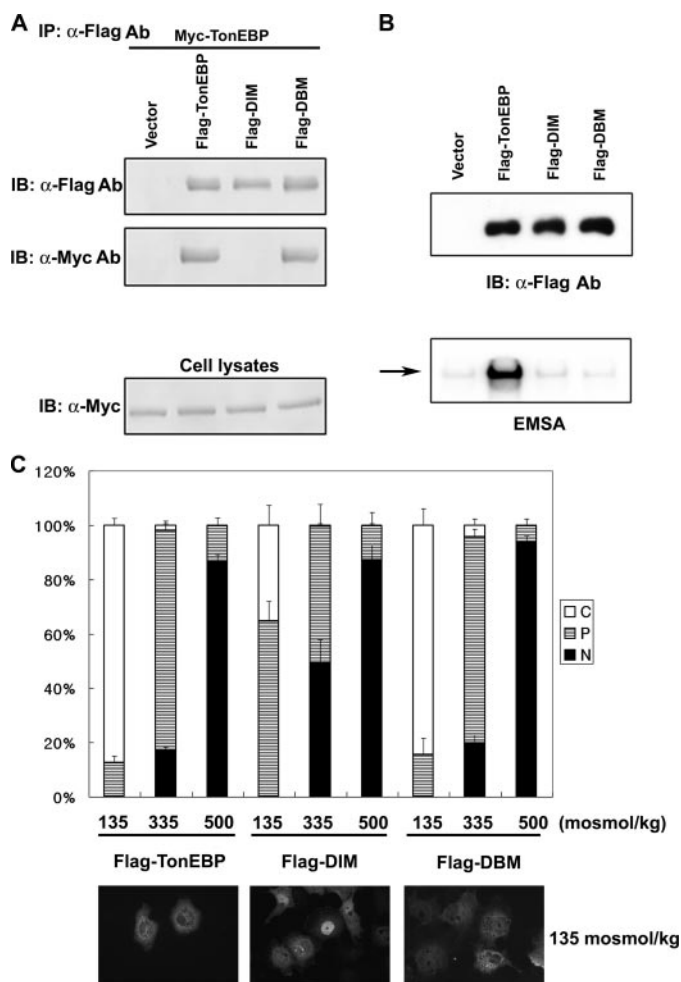 A
IP: α-Flag Ab
Myc-TonEBP
Vector
Flag-TonEBP
Flag-DIM
Flag-DBM
IB: α-Flag Ab
IB: α-Myc Ab
Cell lysates
IB: α-Myc
B
Vector
Flag-TonEBP
Flag-DIM
Flag-DBM
IB: α-Flag Ab
EMSA
C
120%
100%
80%
60%
40%
20%
0%
C
P
N
135 335 500 135 335 500 135 335 500 (mosmol/kg)
Flag-TonEBP Flag-DIM Flag-DBM
135 mosmol/kg